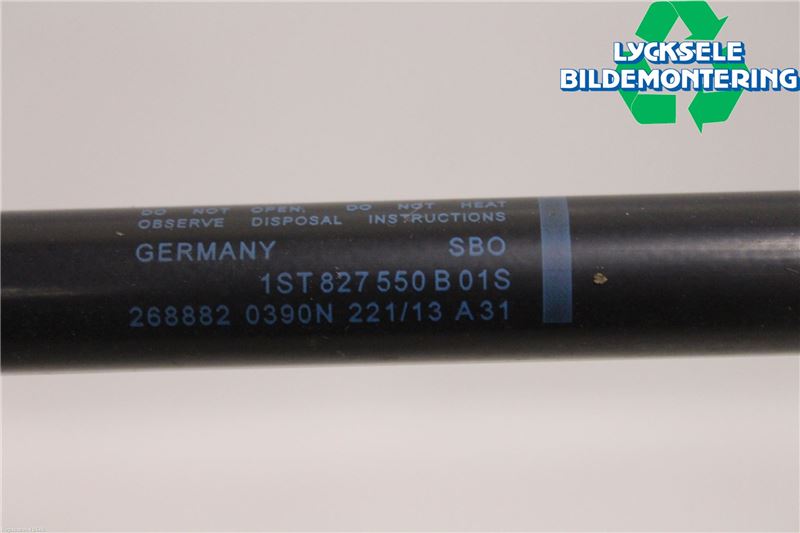 LYCKSELE
BILDEMONTERING
DO NOT OPEN, DO NOT HEAT
OBSERVE DISPOSAL INSTRUCTIONS
GERMANY SBO
1ST 827 550 B 01S
268882 0390N 221/13 A31